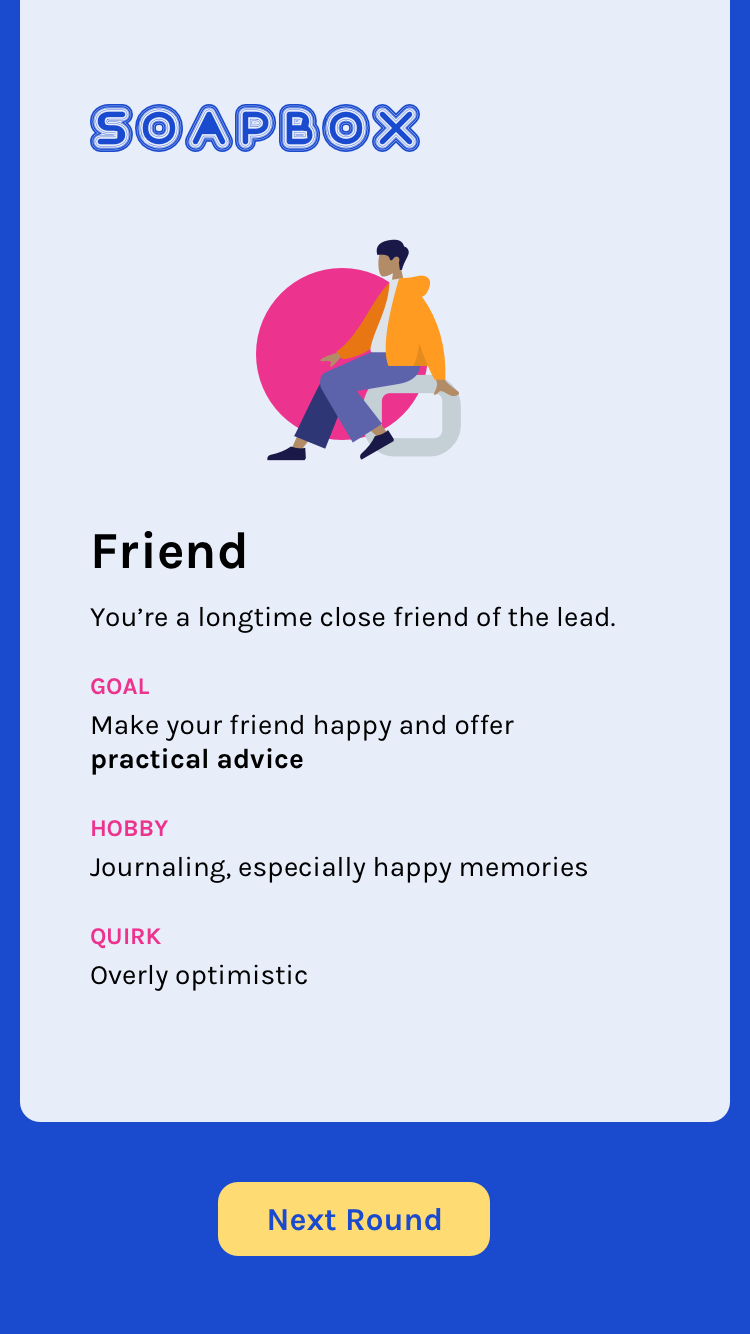 SOAPBOX
Friend
You’re a longtime close friend of the lead.
GOAL
Make your friend happy and offer
practical advice
HOBBY
Journaling, especially happy memories
QUIRK
Overly optimistic
Next Round